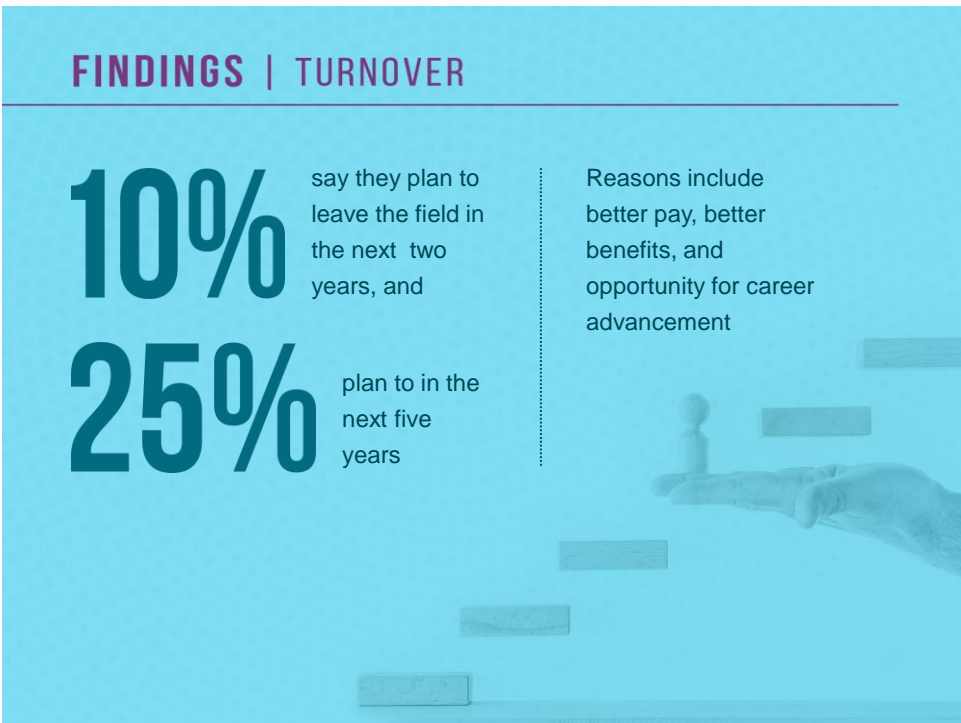 FINDINGS | TURNOVER
10%
say they plan to
leave the field in
the next  two
years, and
25%
plan to in the
next five
years
Reasons include
better pay, better
benefits, and
opportunity for career
advancement